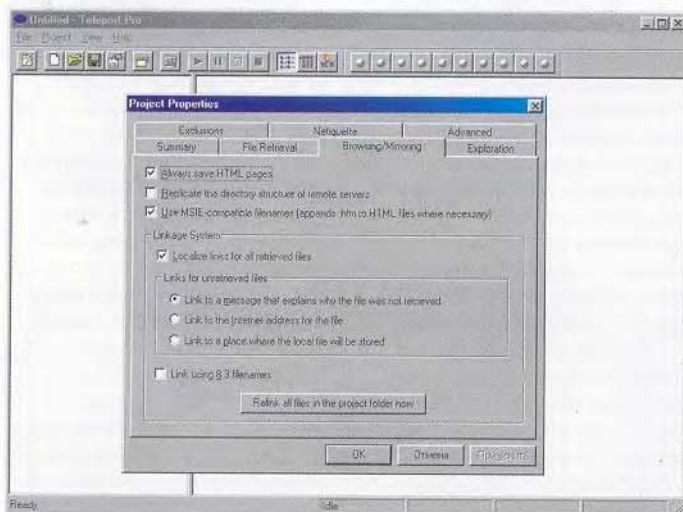 Untitled - Teleport Pro
File Project View Help
Project Properties
Exclusions Netiquette Advanced
Summary File Retrieval Browsing/Mirroring Exploration
Always save HTML pages
Replicate the directory structure of remote servers
Use MSIE-compatible filenames (appends .htm to HTML files where necessary)
Linkage System
Localize links for all retrieved files
Links for unretrieved files
Link to a message that explains why the file was not retrieved
Link to the Internet address for the file
Link to a place where the local file will be stored
Link using 8.3 filenames
Relink all files in the project folder now
OK Отмена Применить
Ready Idle